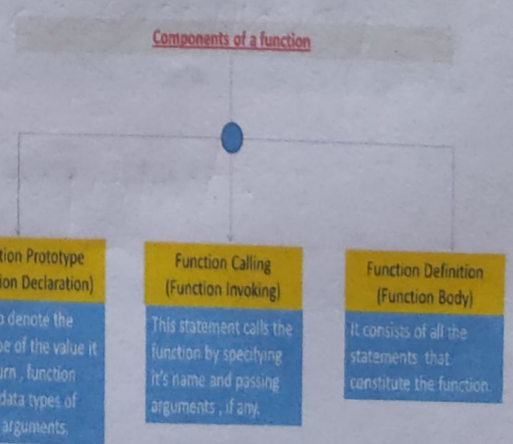 Components of a function
tion Prototype
ion Declaration)
o denote the
pe of the value it
urn , function
data types of
arguments.
Function Calling
(Function Invoking)
This statement calls the
function by specifying
it's name and passing
arguments , if any.
Function Definition
(Function Body)
It consists of all the
statements that
constitute the function.